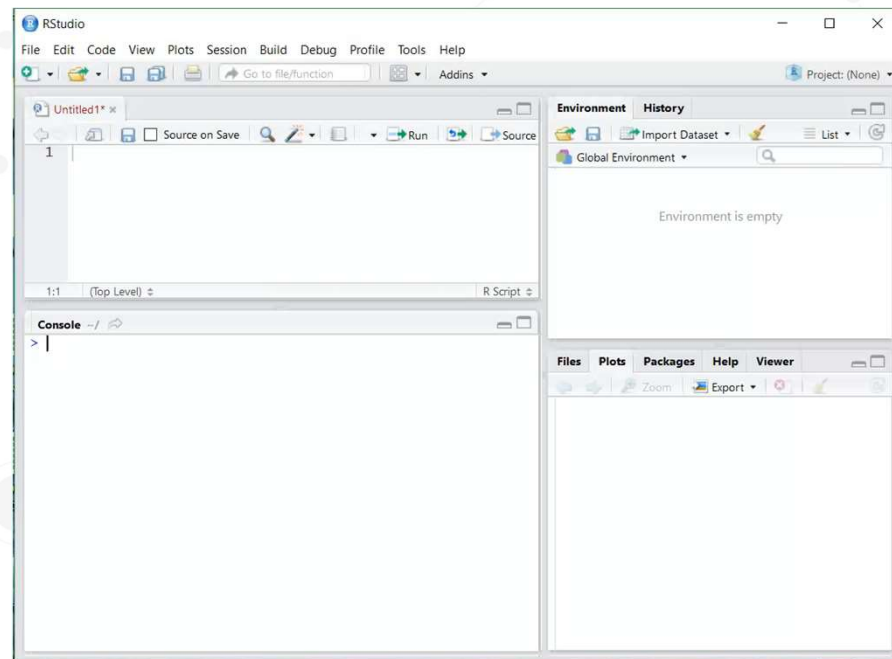 RStudio
File Edit Code View Plots Session Build Debug Profile Tools Help
Go to file/function Addins Project: (None)
Untitled1*
Source on Save Run Source
1
1:1 (Top Level) R Script
Console ~/
>
Environment History
Import Dataset List
Global Environment
Environment is empty
Files Plots Packages Help Viewer
Zoom Export